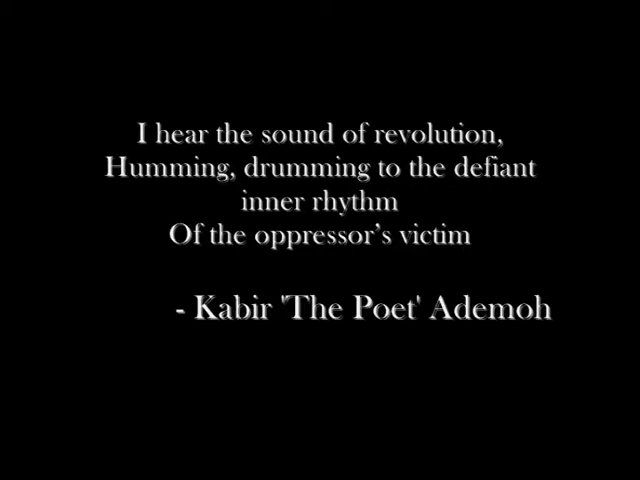 I hear the sound of revolution,
Humming, drumming to the defiant
inner rhythm
Of the oppressor's victim
- Kabir 'The Poet' Ademoh